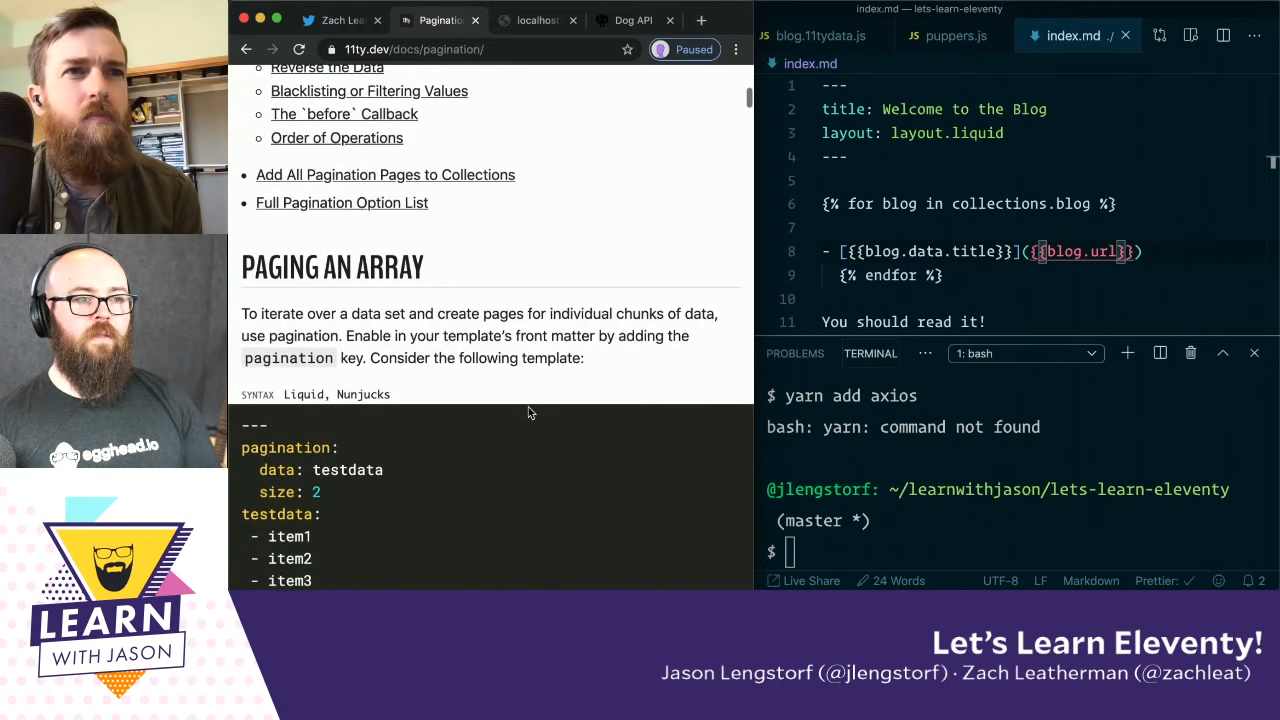 Zach Lea
Pagination
localhost:
Dog API
11ty.dev/docs/pagination/
Paused
Reverse the Data
Blacklisting or Filtering Values
The `before` Callback
Order of Operations
Add All Pagination Pages to Collections
Full Pagination Option List
PAGING AN ARRAY
To iterate over a data set and create pages for individual chunks of data,
use pagination. Enable in your template's front matter by adding the
pagination key. Consider the following template:
SYNTAX Liquid, Nunjucks
---
pagination:
data: testdata
size: 2
testdata:
- item1
- item2
- item3
index.md — lets-learn-eleventy
blog.11tydata.js
JS puppers.js
index.md ./
index.md
1 ---
2 title: Welcome to the Blog
3 layout: layout.liquid
4 ---
5
6 {% for blog in collections.blog %}
7
8 - [{{blog.data.title}}]({{blog.url}})
9 {% endfor %}
10
11 You should read it!
PROBLEMS TERMINAL ··· 1: bash
$ yarn add axios
bash: yarn: command not found
@jlengstorf: ~/learnwithjason/lets-learn-eleventy
(master *)
$
Live Share 24 Words UTF-8 LF Markdown Prettier: ✓ 2
egghead.io
LEARN
WITH JASON
Let's Learn Eleventy!
Jason Lengstorf (@jlengstorf) · Zach Leatherman (@zachleat)